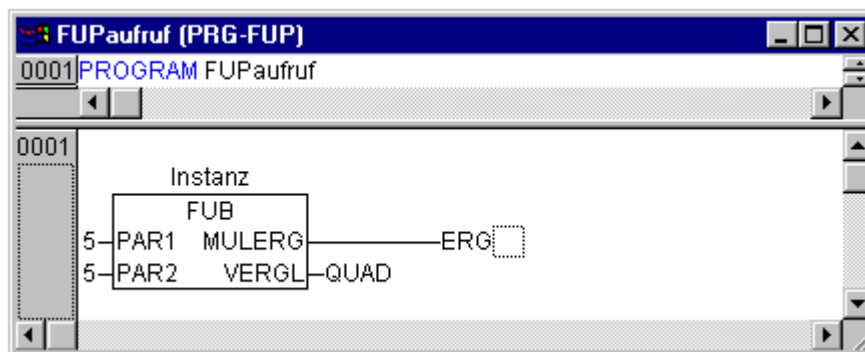 FUPaufruf (PRG-FUP)
0001 PROGRAM FUPaufruf
0001
Instanz
FUB
5 PAR1 MULERG ERG
5 PAR2 VERGL QUAD